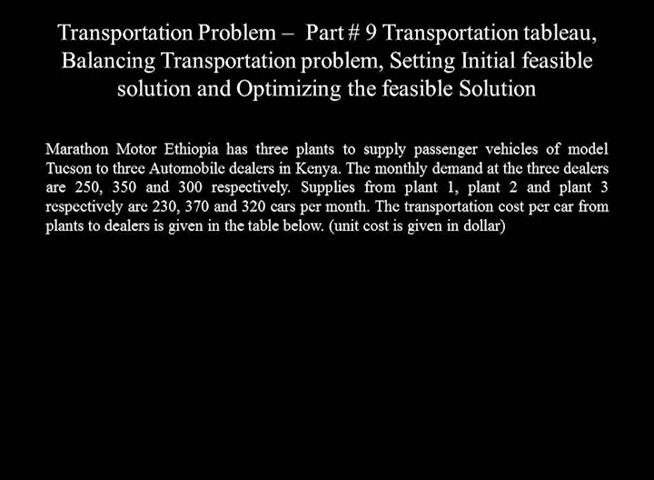 Transportation Problem – Part # 9 Transportation tableau,
Balancing Transportation problem, Setting Initial feasible
solution and Optimizing the feasible Solution
Marathon Motor Ethiopia has three plants to supply passenger vehicles of model
Tucson to three Automobile dealers in Kenya. The monthly demand at the three dealers
are 250, 350 and 300 respectively. Supplies from plant 1, plant 2 and plant 3
respectively are 230, 370 and 320 cars per month. The transportation cost per car from
plants to dealers is given in the table below. (unit cost is given in dollar)